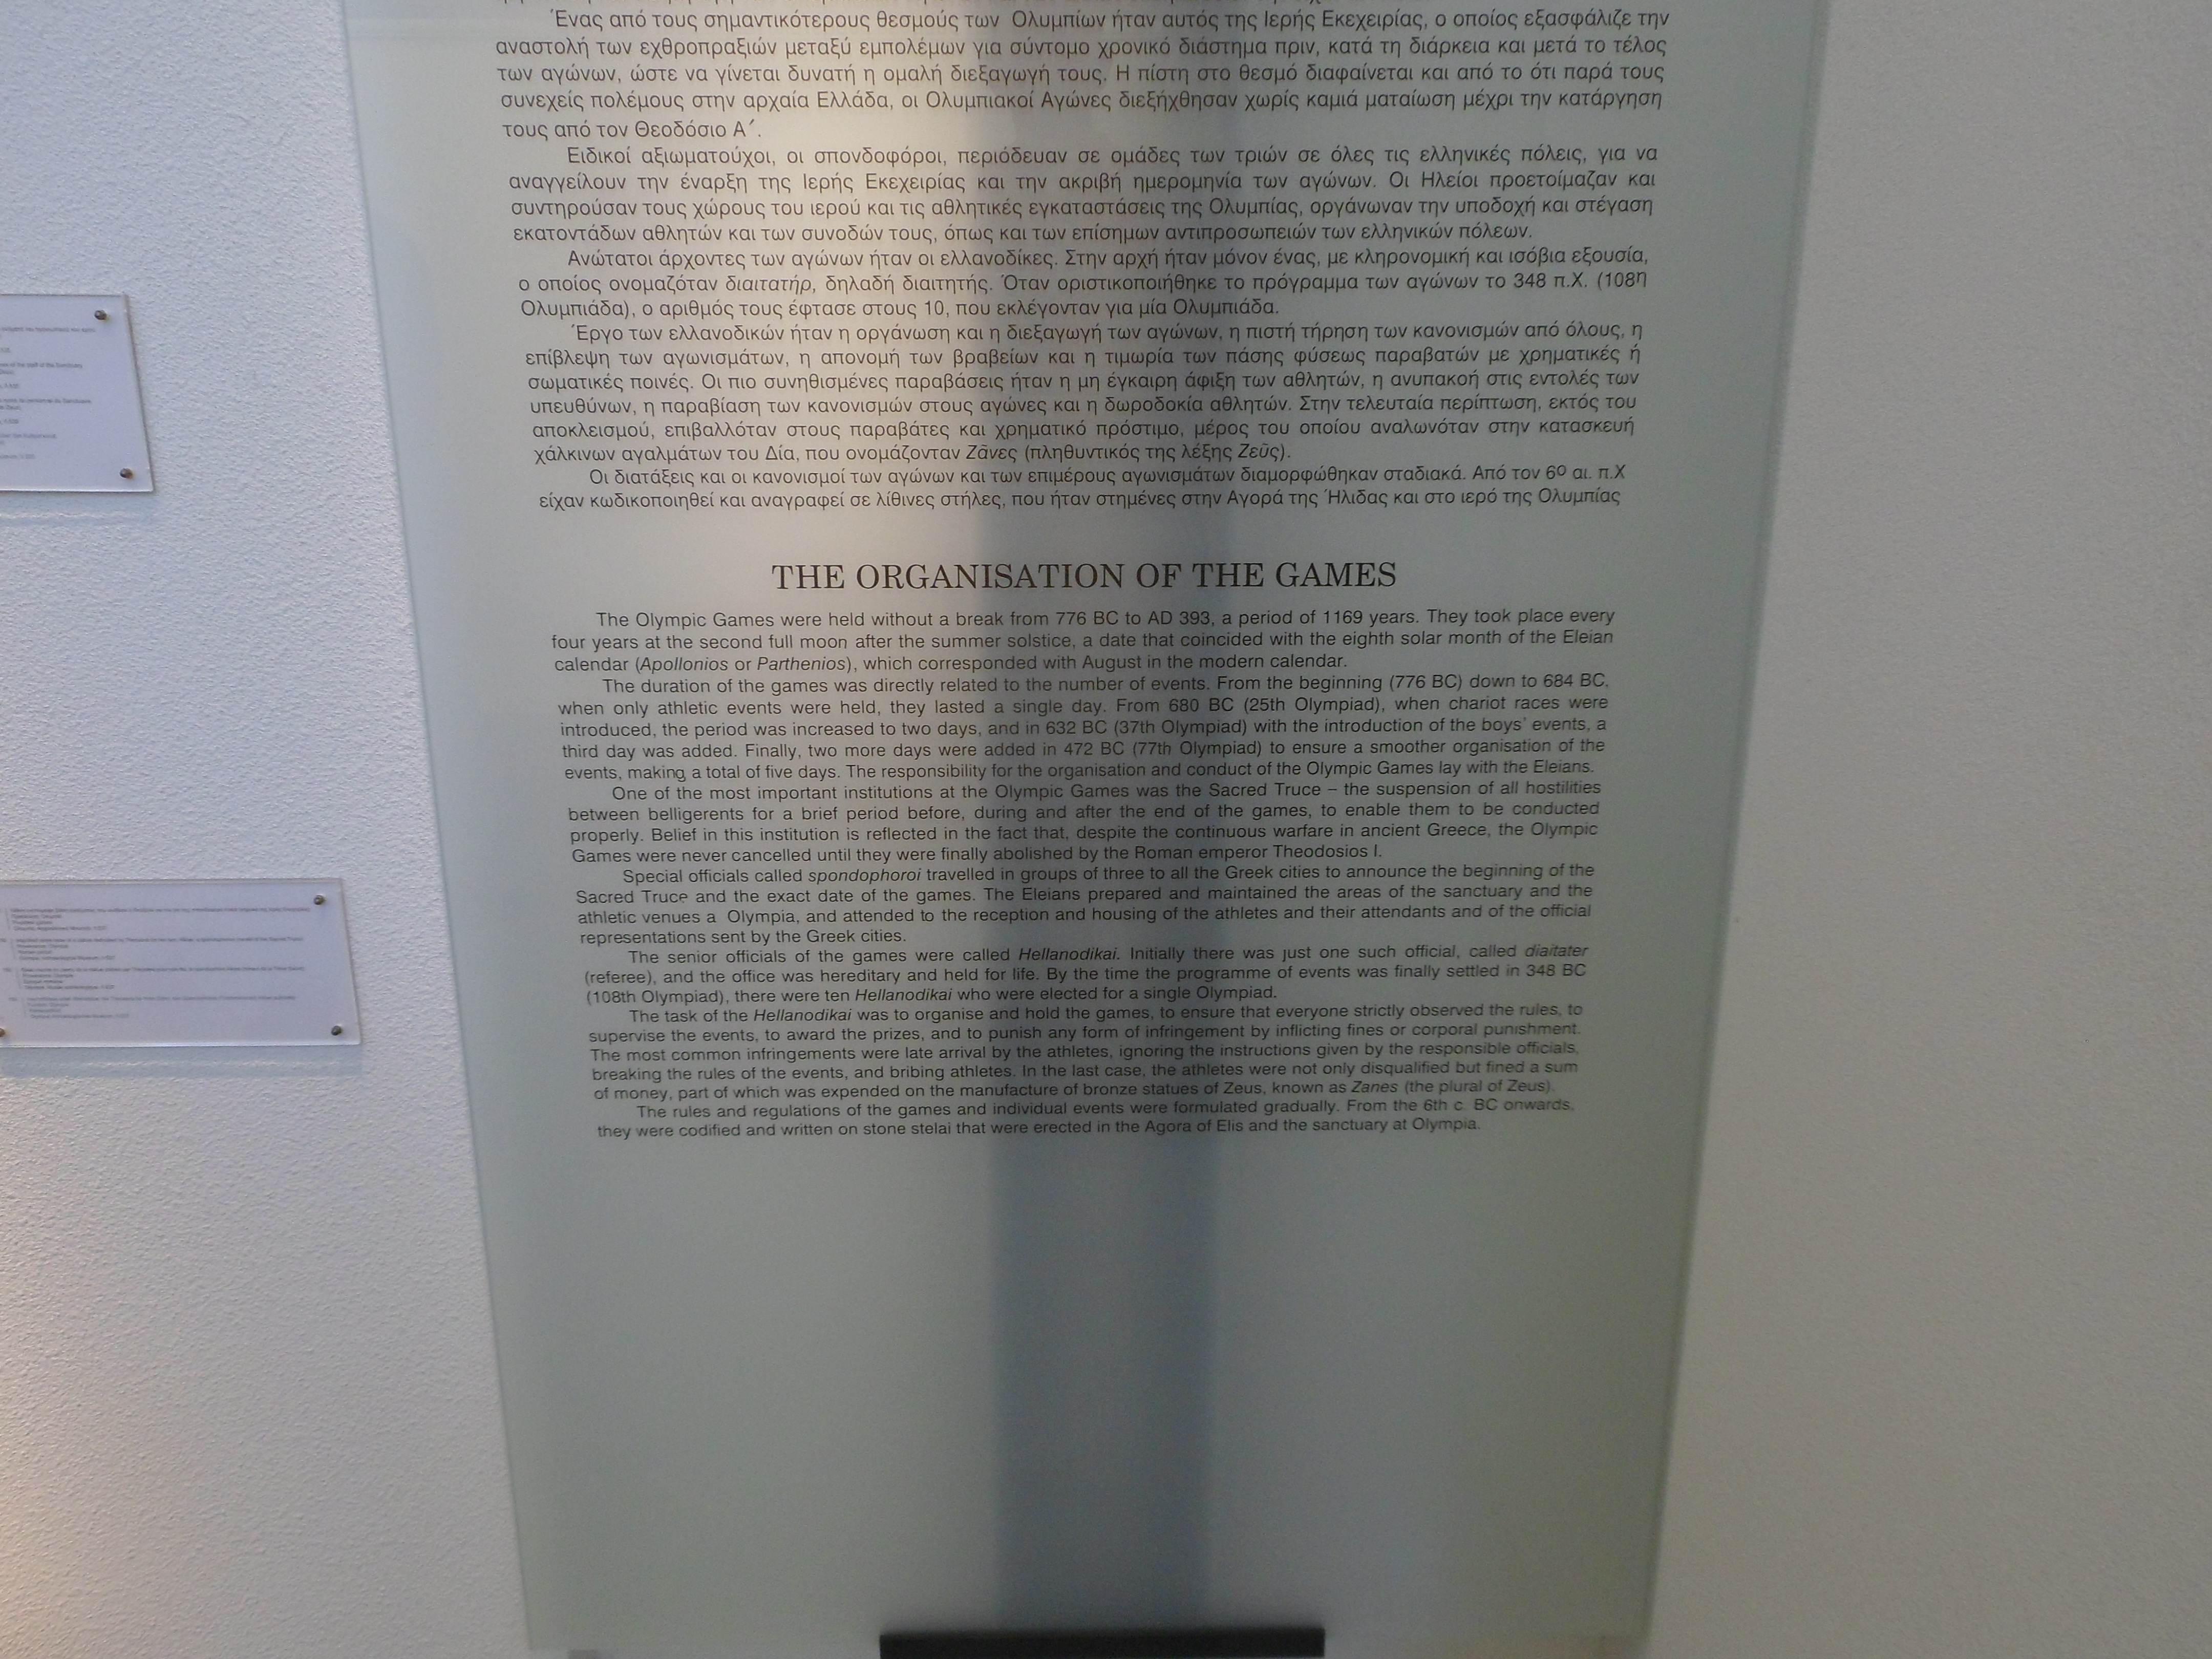 Ένας από τους σημαντικότερους θεσμούς των Ολυμπίων ήταν αυτός της Ιερής Εκεχειρίας, ο οποίος εξασφάλιζε την
αναστολή των εχθροπραξιών μεταξύ εμπολέμων για σύντομο χρονικό διάστημα πριν, κατά τη διάρκεια και μετά το τέλος
των αγώνων, ώστε να γίνεται δυνατή η ομαλή διεξαγωγή τους. Η πίστη στο θεσμό διαφαίνεται και από το ότι παρά τους
συνεχείς πολέμους στην αρχαία Ελλάδα, οι Ολυμπιακοί Αγώνες διεξήχθησαν χωρίς καμιά ματαίωση μέχρι την κατάργηση
τους από τον Θεοδόσιο Α΄.
Ειδικοί αξιωματούχοι, οι σπονδοφόροι, περιόδευαν σε ομάδες των τριών σε όλες τις ελληνικές πόλεις, για να
αναγγείλουν την έναρξη της Ιερής Εκεχειρίας και την ακριβή ημερομηνία των αγώνων. Οι Ηλείοι προετοίμαζαν και
συντηρούσαν τους χώρους του ιερού και τις αθλητικές εγκαταστάσεις της Ολυμπίας, οργάνωναν την υποδοχή και στέγαση
εκατοντάδων αθλητών και των συνοδών τους, όπως και των επίσημων αντιπροσωπειών των ελληνικών πόλεων.
Ανώτατοι άρχοντες των αγώνων ήταν οι ελλανοδίκες. Στην αρχή ήταν μόνον ένας, με κληρονομική και ισόβια εξουσία,
ο οποίος ονομαζόταν διαιτατήρ, δηλαδή διαιτητής. Όταν οριστικοποιήθηκε το πρόγραμμα των αγώνων το 348 π.Χ. (108η
Ολυμπιάδα), ο αριθμός τους έφτασε στους 10, που εκλέγονταν για μία Ολυμπιάδα.
Έργο των ελλανοδικών ήταν η οργάνωση και η διεξαγωγή των αγώνων, η πιστή τήρηση των κανονισμών από όλους, η
επίβλεψη των αγωνισμάτων, η απονομή των βραβείων και η τιμωρία των πάσης φύσεως παραβατών με χρηματικές ή
σωματικές ποινές. Οι πιο συνηθισμένες παραβάσεις ήταν η μη έγκαιρη άφιξη των αθλητών, η ανυπακοή στις εντολές των
υπευθύνων, η παραβίαση των κανονισμών στους αγώνες και η δωροδοκία αθλητών. Στην τελευταία περίπτωση, εκτός του
αποκλεισμού, επιβαλλόταν στους παραβάτες και χρηματικό πρόστιμο, μέρος του οποίου αναλωνόταν στην κατασκευή
χάλκινων αγαλμάτων του Δία, που ονομάζονταν Ζᾶνες (πληθυντικός της λέξης Ζεῦς).
Οι διατάξεις και οι κανονισμοί των αγώνων και των επιμέρους αγωνισμάτων διαμορφώθηκαν σταδιακά. Από τον 6ο αι. π.Χ
είχαν κωδικοποιηθεί και αναγραφεί σε λίθινες στήλες, που ήταν στημένες στην Αγορά της Ήλιδας και στο ιερό της Ολυμπίας
THE ORGANISATION OF THE GAMES
The Olympic Games were held without a break from 776 BC to AD 393, a period of 1169 years. They took place every
four years at the second full moon after the summer solstice, a date that coincided with the eighth solar month of the Eleian
calendar (Apollonios or Parthenios), which corresponded with August in the modern calendar.
The duration of the games was directly related to the number of events. From the beginning (776 BC) down to 684 BC,
when only athletic events were held, they lasted a single day. From 680 BC (25th Olympiad), when chariot races were
introduced, the period was increased to two days, and in 632 BC (37th Olympiad) with the introduction of the boys' events, a
third day was added. Finally, two more days were added in 472 BC (77th Olympiad) to ensure a smoother organisation of the
events, making a total of five days. The responsibility for the organisation and conduct of the Olympic Games lay with the Eleians.
One of the most important institutions at the Olympic Games was the Sacred Truce – the suspension of all hostilities
between belligerents for a brief period before, during and after the end of the games, to enable them to be conducted
properly. Belief in this institution is reflected in the fact that, despite the continuous warfare in ancient Greece, the Olympic
Games were never cancelled until they were finally abolished by the Roman emperor Theodosios I.
Special officials called spondophoroi travelled in groups of three to all the Greek cities to announce the beginning of the
Sacred Truce and the exact date of the games. The Eleians prepared and maintained the areas of the sanctuary and the
athletic venues a Olympia, and attended to the reception and housing of the athletes and their attendants and of the official
representations sent by the Greek cities.
The senior officials of the games were called Hellanodikai. Initially there was just one such official, called diaitater
(referee), and the office was hereditary and held for life. By the time the programme of events was finally settled in 348 BC
(108th Olympiad), there were ten Hellanodikai who were elected for a single Olympiad.
The task of the Hellanodikai was to organise and hold the games, to ensure that everyone strictly observed the rules, to
supervise the events, to award the prizes, and to punish any form of infringement by inflicting fines or corporal punishment.
The most common infringements were late arrival by the athletes, ignoring the instructions given by the responsible officials,
breaking the rules of the events, and bribing athletes. In the last case, the athletes were not only disqualified but fined a sum
of money, part of which was expended on the manufacture of bronze statues of Zeus, known as Zanes (the plural of Zeus).
The rules and regulations of the games and individual events were formulated gradually. From the 6th c. BC onwards,
they were codified and written on stone stelai that were erected in the Agora of Elis and the sanctuary at Olympia.